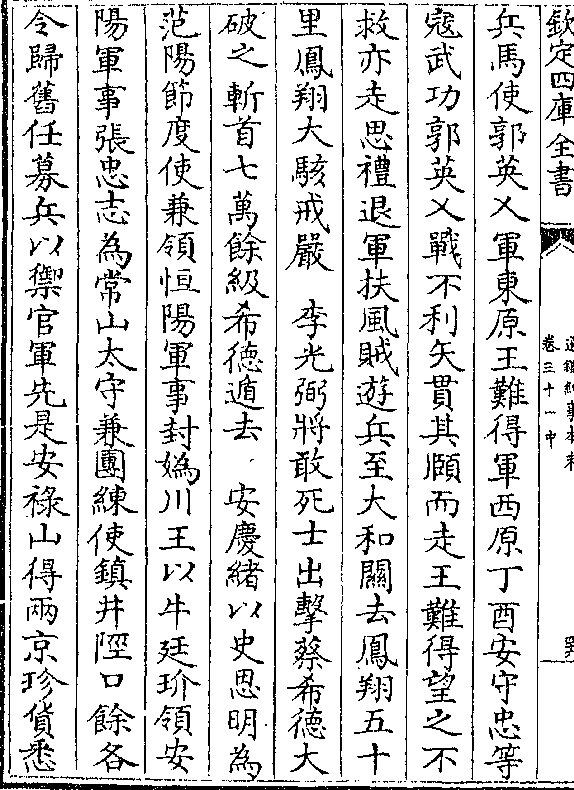 欽定四庫全書
卷三十一中
兵馬使郭英乂軍東原王難得軍西原丁酉安守忠等
寇武功郭英乂戰不利矢貫其頤而走王難得望之不
救亦走思禮退軍扶風賊遊兵至大和關去鳳翔五十
里鳳翔大駭戒嚴　李光弼將敢死士出擊蔡希德大
破之斬首七萬餘級希德遁去　安慶緒以史思明為
范陽節度使兼領恒陽軍事封媯川王以牛廷玠領安
陽軍事張忠志為常山太守兼團練使鎮井陘口餘各
令歸舊任募兵以禦官軍先是安祿山得兩京珍貨悉